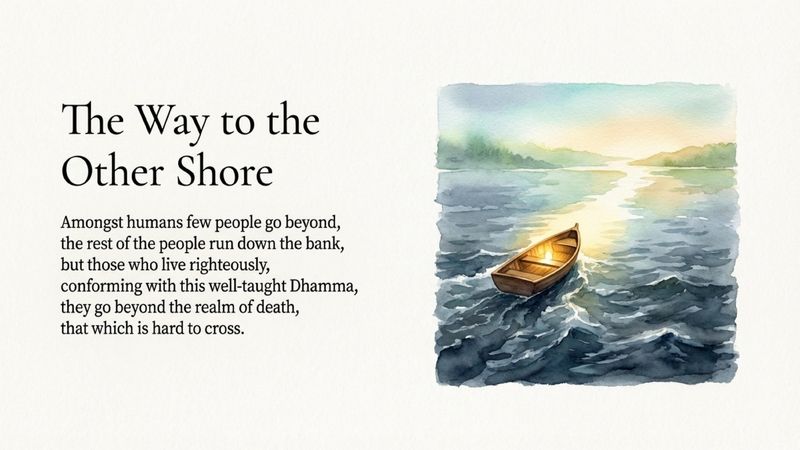 The Way to the
Other Shore
Amongst humans few people go beyond,
the rest of the people run down the bank,
but those who live righteously,
conforming with this well-taught Dhamma,
they go beyond the realm of death,
that which is hard to cross.